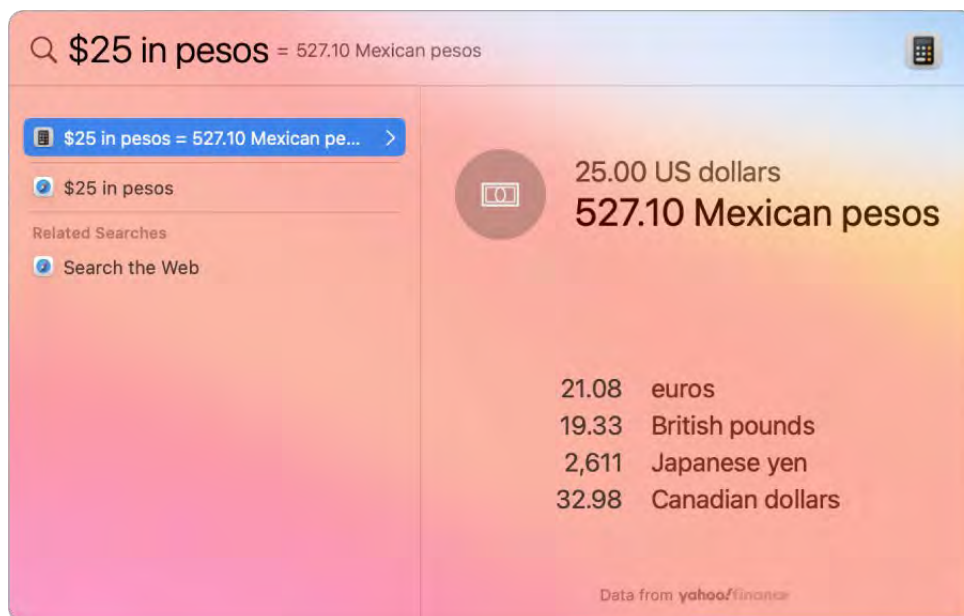 $25 in pesos = 527.10 Mexican pesos
$25 in pesos = 527.10 Mexican pe...
$25 in pesos
Related Searches
Search the Web
25.00 US dollars
527.10 Mexican pesos
21.08 euros
19.33 British pounds
2,611 Japanese yen
32.98 Canadian dollars
Data from yahoo!finance